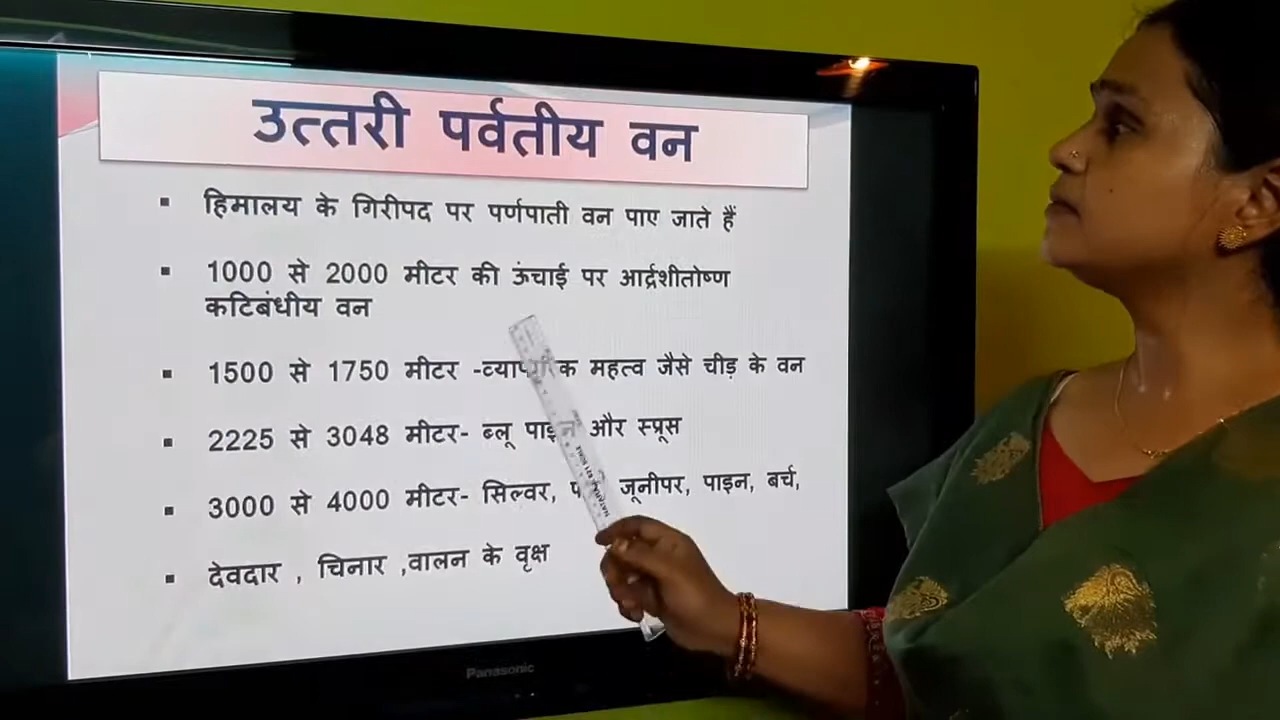 उत्तरी पर्वतीय वन
▪ हिमालय के गिरीपद पर पर्णपाती वन पाए जाते हैं
▪ 1000 से 2000 मीटर की ऊंचाई पर आर्द्रशीतोष्ण
कटिबंधीय वन
▪ 1500 से 1750 मीटर - महत्व जैसे चीड़ के वन
▪ 2225 से 3048 मीटर- ब्लू पाइन और स्प्रूस
▪ 3000 से 4000 मीटर- सिल्वर, जूनीपर, पाइन, बर्च,
▪ देवदार , चिनार ,वालन के वृक्ष
Panasonic